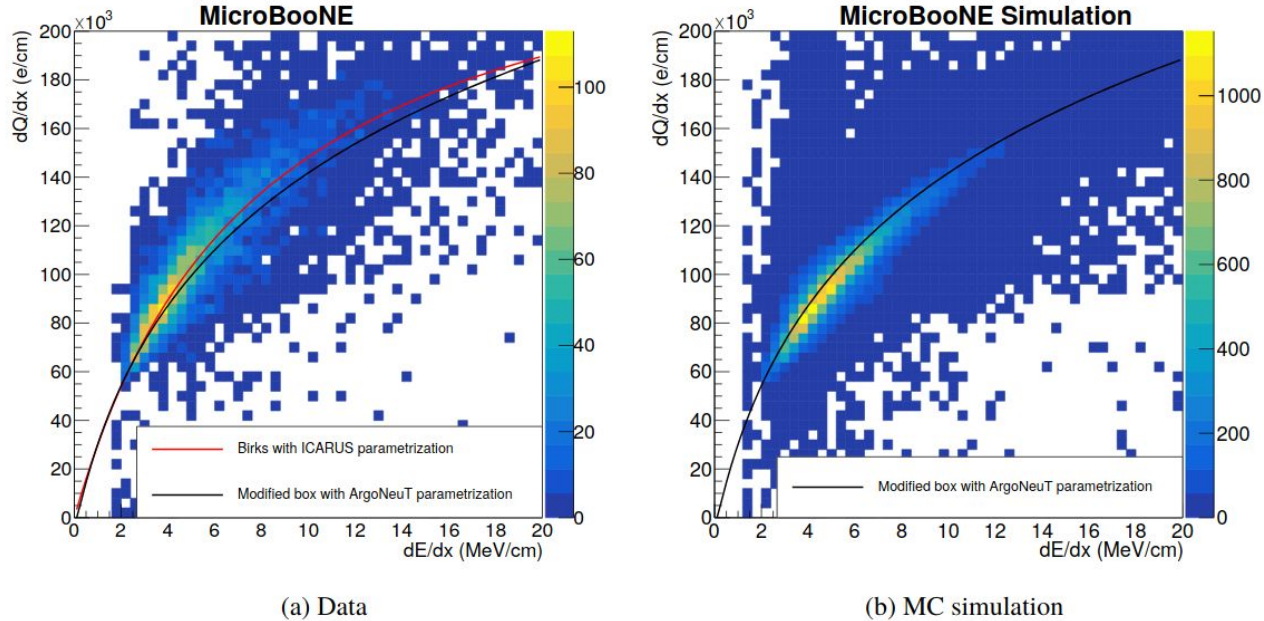 MicroBooNE
×10³
200
180
160
140
120
100
80
60
40
20
0
dQ/dx (e/cm)
0 2 4 6 8 10 12 14 16 18 20
dE/dx (MeV/cm)
Birks with ICARUS parametrization
Modified box with ArgoNeuT parametrization
100
80
60
40
20
0
(a) Data
MicroBooNE Simulation
×10³
200
180
160
140
120
100
80
60
40
20
0
dQ/dx (e/cm)
0 2 4 6 8 10 12 14 16 18 20
dE/dx (MeV/cm)
Modified box with ArgoNeuT parametrization
1000
800
600
400
200
0
(b) MC simulation